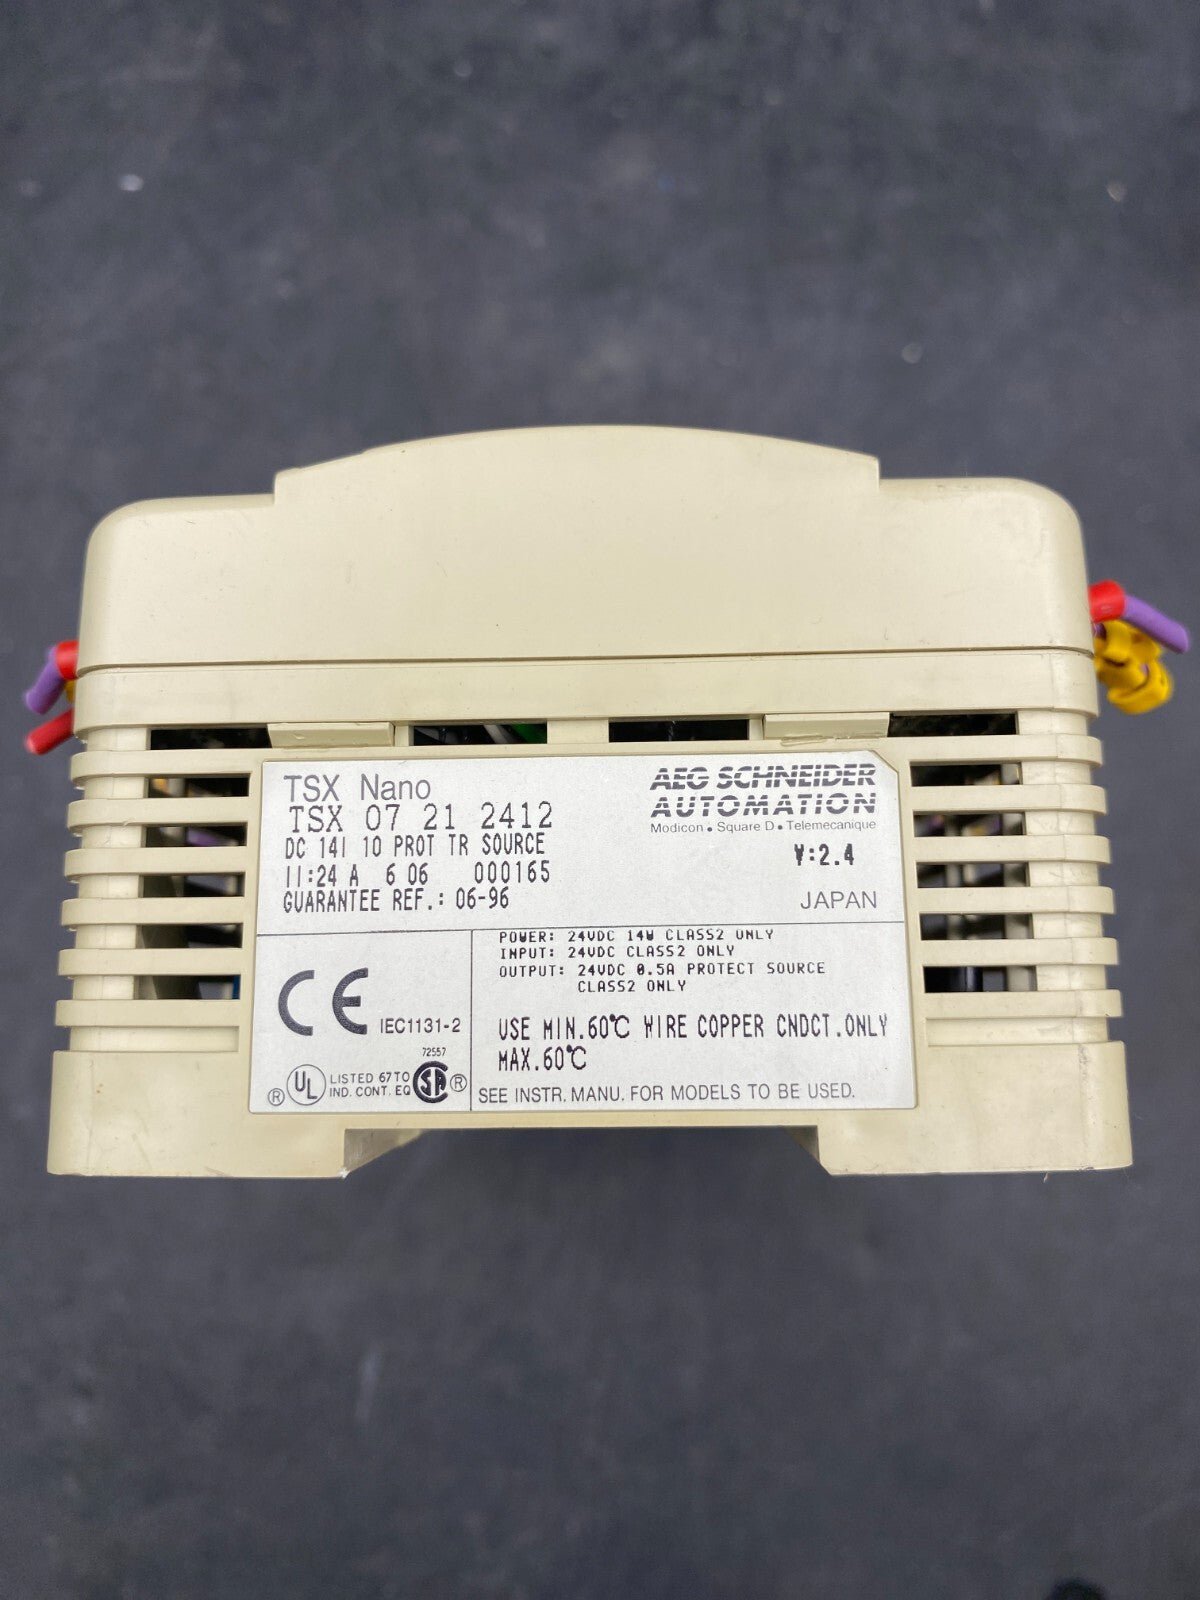 TSX Nano
TSX 07 21 2412
DC 14I 10 PROT TR SOURCE
11:24 A 6 06 000165
GUARANTEE REF.: 06-96
AEG SCHNEIDER
AUTOMATION
Modicon • Square D • Telemecanique
V:2.4
JAPAN
CE IEC1131-2
72557
® UL LISTED 67TO
IND. CONT. EQ SA ®
POWER: 24VDC 14W CLASS2 ONLY
INPUT: 24VDC CLASS2 ONLY
OUTPUT: 24VDC 0.5A PROTECT SOURCE
CLASS2 ONLY
USE MIN.60℃ WIRE COPPER CNDCT.ONLY
MAX.60℃
SEE INSTR. MANU. FOR MODELS TO BE USED.